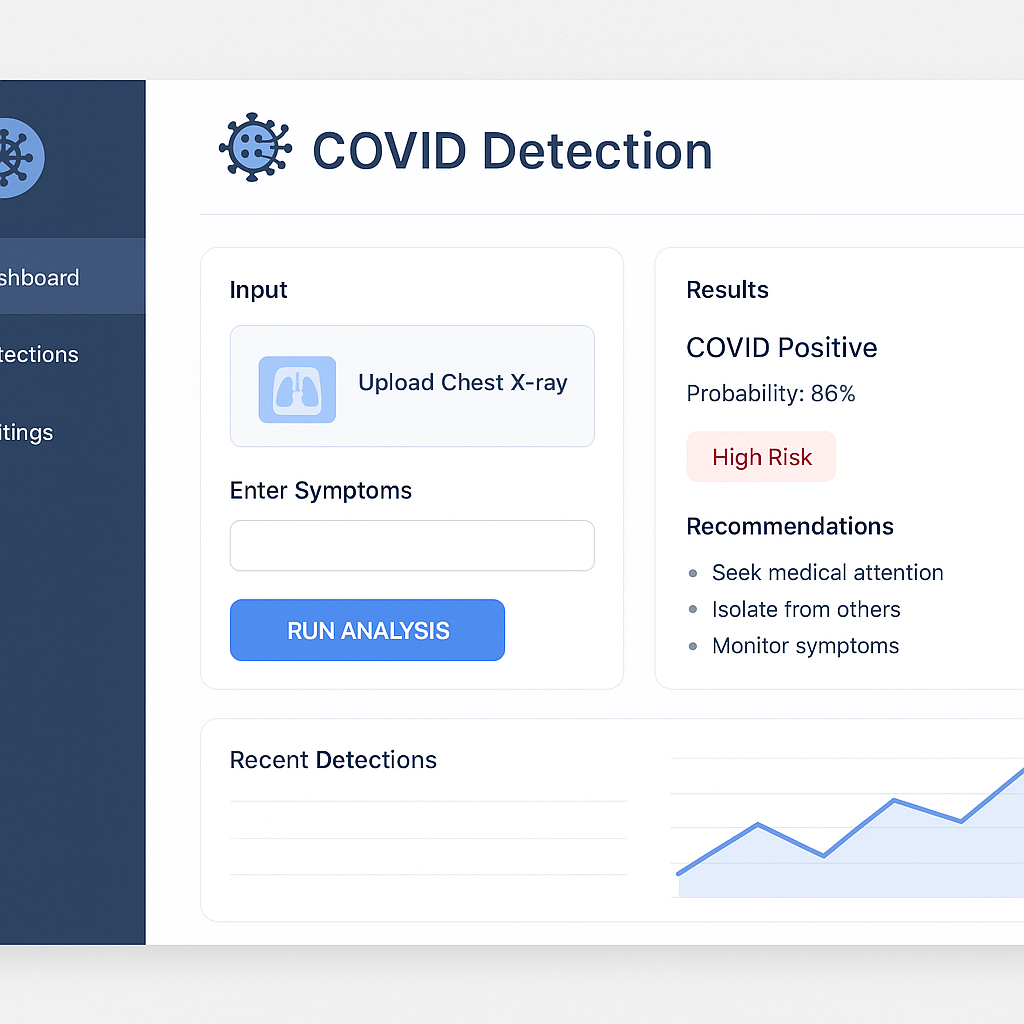 COVID Detection
shboard
tections
ttings
Input
Upload Chest X-ray
Enter Symptoms
RUN ANALYSIS
Results
COVID Positive
Probability: 86%
High Risk
Recommendations
Seek medical attention
Isolate from others
Monitor symptoms
Recent Detections